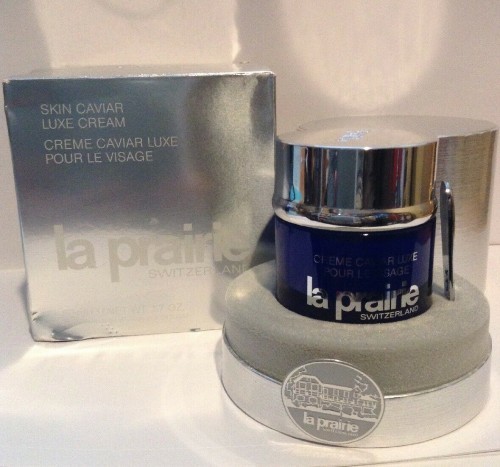 SKIN CAVIAR
LUXE CREAM
CREME CAVIAR LUXE
POUR LE VISAGE
la prairie
SWITZERLAND
CREME CAVIAR LUXE
POUR LE VISAGE
la prairie
SWITZERLAND
la prairie